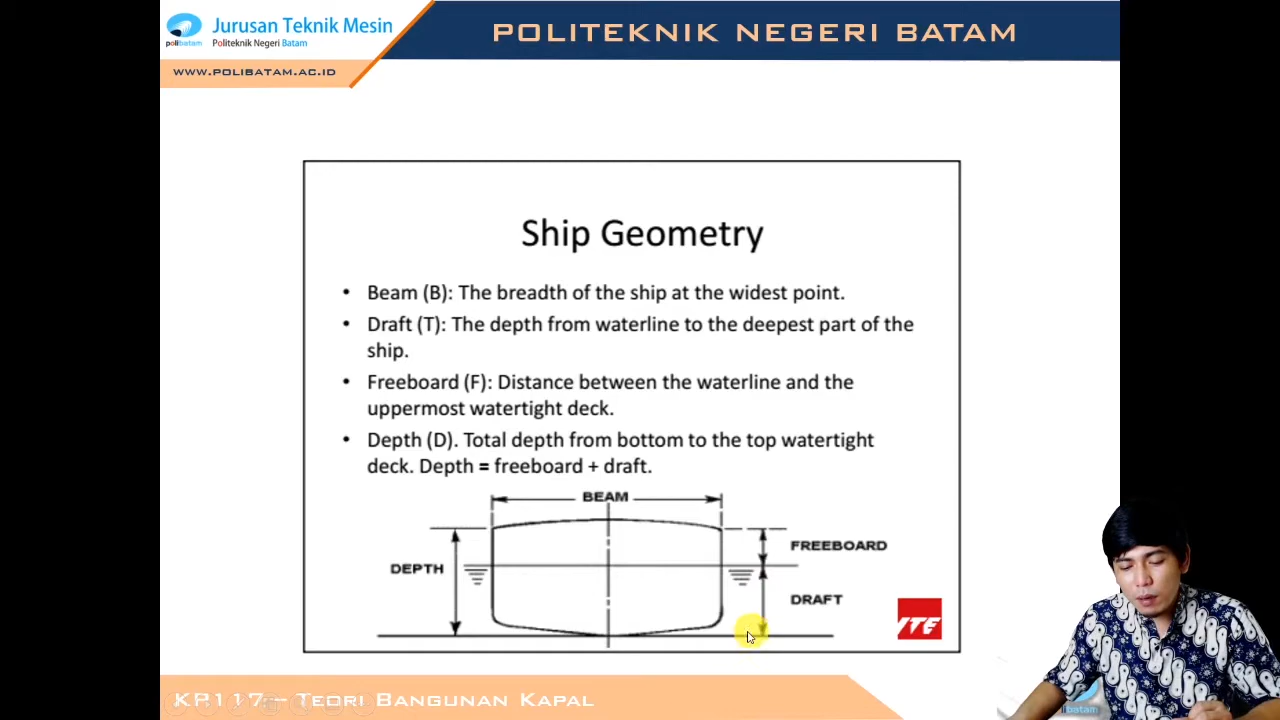 Jurusan Teknik Mesin
Politeknik Negeri Batam
polibatam
POLITEKNIK NEGERI BATAM
WWW.POLIBATAM.AC.ID
Ship Geometry
• Beam (B): The breadth of the ship at the widest point.
• Draft (T): The depth from waterline to the deepest part of the
ship.
• Freeboard (F): Distance between the waterline and the
uppermost watertight deck.
• Depth (D). Total depth from bottom to the top watertight
deck. Depth = freeboard + draft.
BEAM
FREEBOARD
DEPTH
DRAFT
ITE
KP117 – Teori Bangunan Kapal
batam